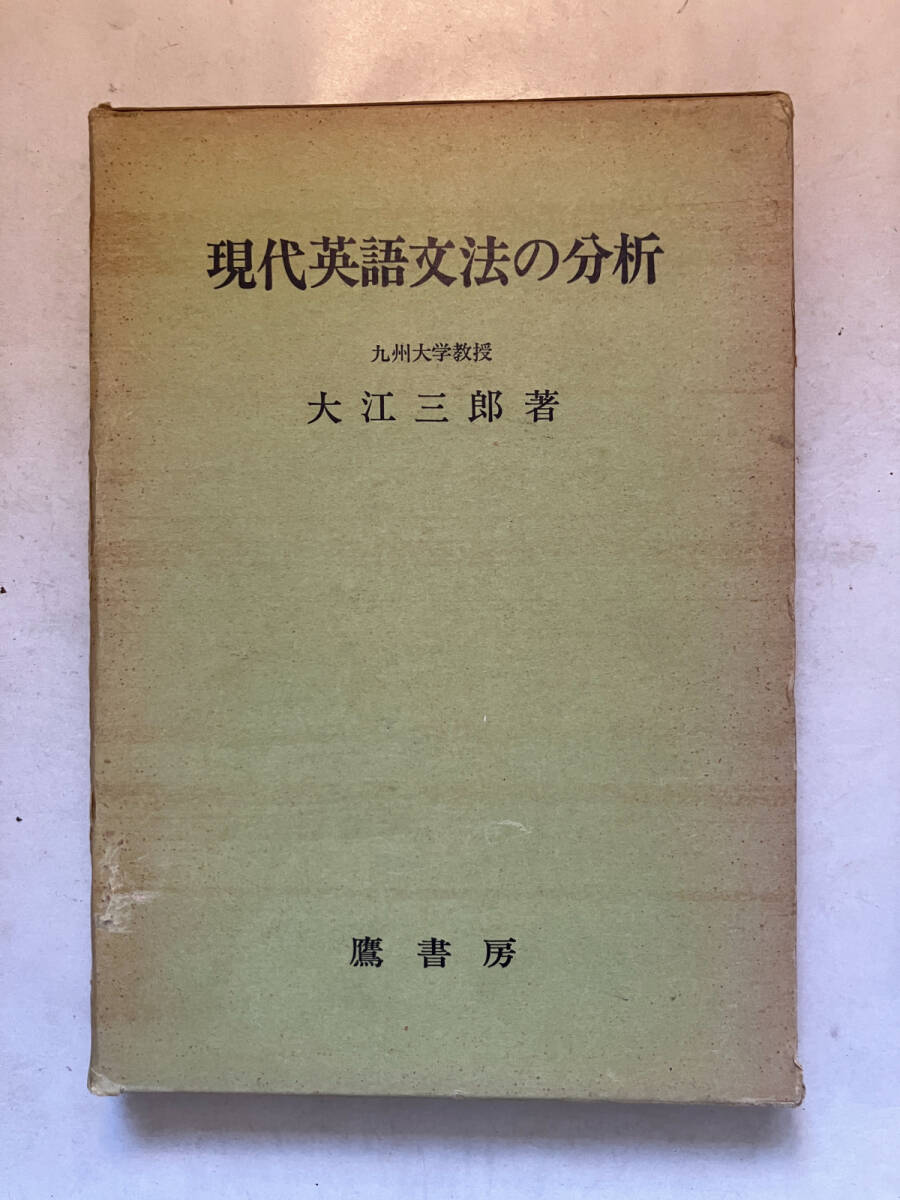 現代英語文法の分析
九州大学教授
大江三郎著
鷹書房